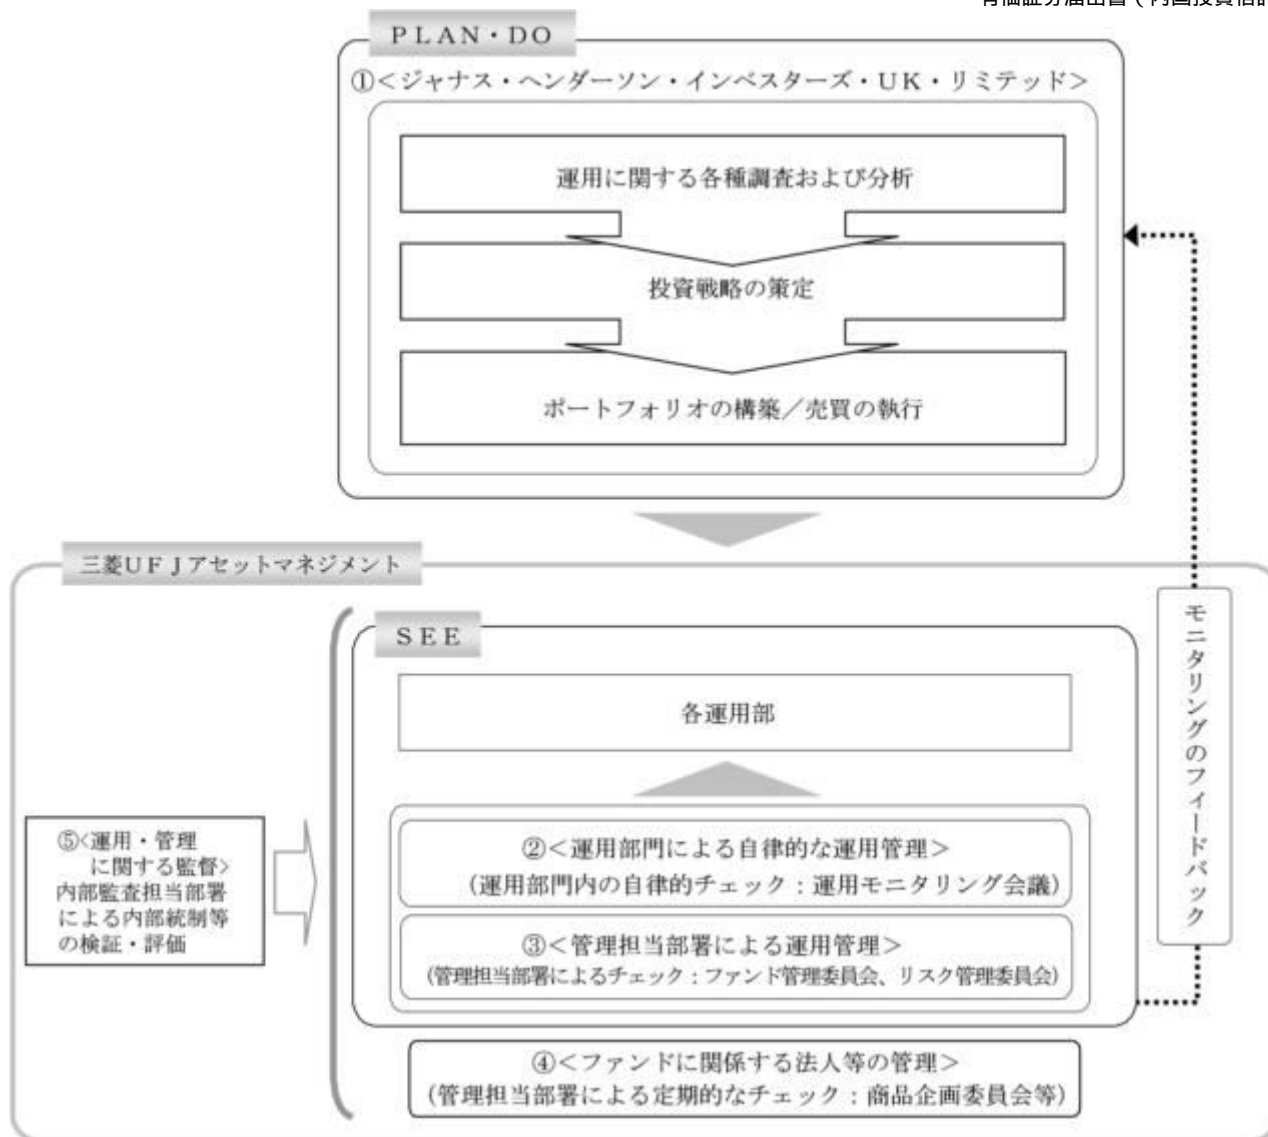 ＰＬＡＮ・ＤＯ
①＜ジャナス・ヘンダーソン・インベスターズ・ＵＫ・リミテッド＞
運用に関する各種調査および分析
投資戦略の策定
ポートフォリオの構築／売買の執行
三菱ＵＦＪアセットマネジメント
ＳＥＥ
各運用部
②＜運用部門による自律的な運用管理＞
（運用部門内の自律的チェック：運用モニタリング会議）
③＜管理担当部署による運用管理＞
（管理担当部署によるチェック：ファンド管理委員会、リスク管理委員会）
④＜ファンドに関係する法人等の管理＞
（管理担当部署による定期的なチェック：商品企画委員会等）
⑤＜運用・管理
に関する監督＞
内部監査担当部署
による内部統制等
の検証・評価
モニタリングのフィードバック